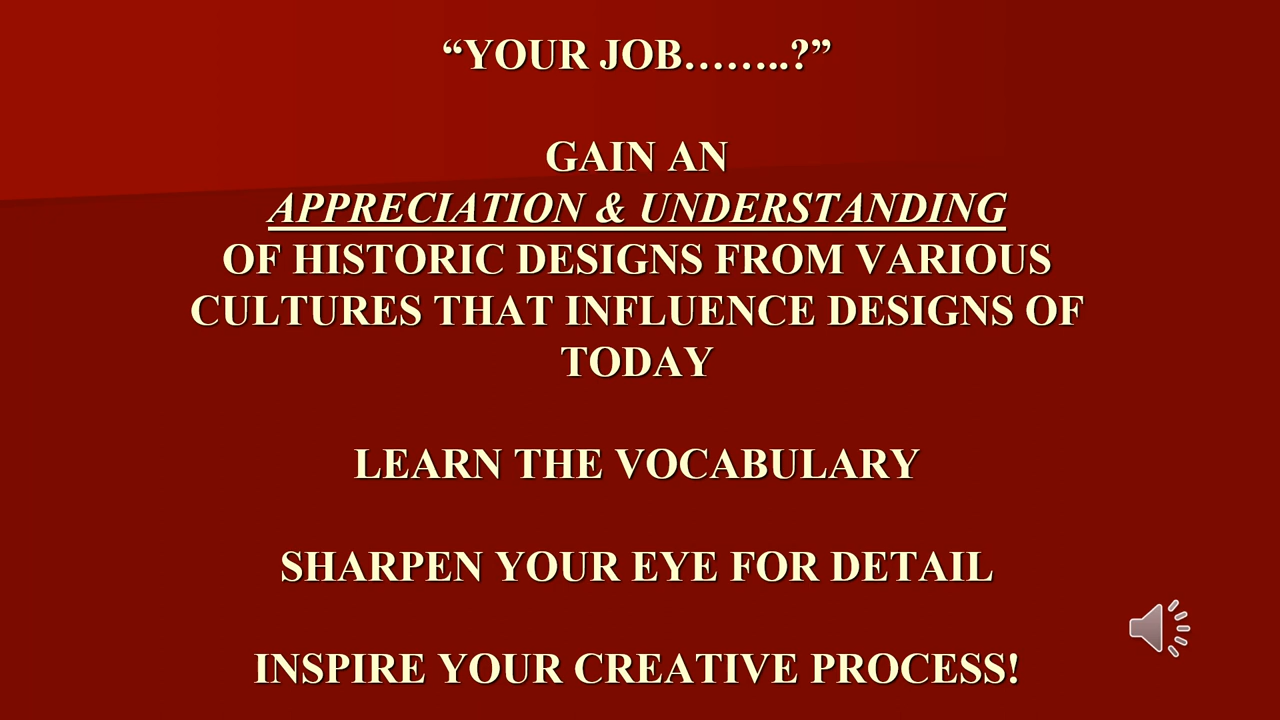 “YOUR JOB……..?”
GAIN AN
APPRECIATION & UNDERSTANDING
OF HISTORIC DESIGNS FROM VARIOUS
CULTURES THAT INFLUENCE DESIGNS OF
TODAY
LEARN THE VOCABULARY
SHARPEN YOUR EYE FOR DETAIL
INSPIRE YOUR CREATIVE PROCESS!